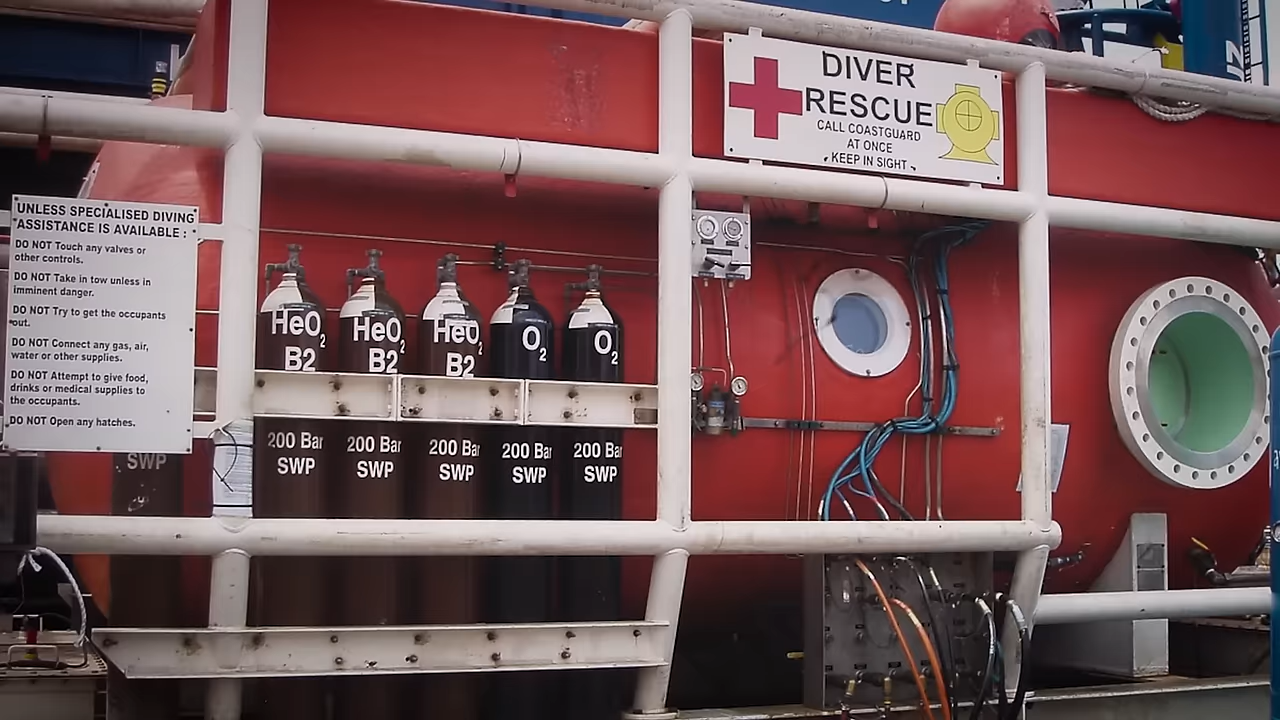 DIVER
RESCUE
CALL COASTGUARD
AT ONCE
KEEP IN SIGHT
UNLESS SPECIALISED DIVING
ASSISTANCE IS AVAILABLE :
DO NOT Touch any valves or
other controls.
DO NOT Take in tow unless in
imminent danger.
DO NOT Try to get the occupants
out.
DO NOT Connect any gas, air,
water or other supplies.
DO NOT Attempt to give food,
drinks or medical supplies to
the occupants.
DO NOT Open any hatches.
HeO2
B2
HeO2
B2
HeO2
B2
O2
O2
200 Bar
SWP
200 Bar
SWP
200 Bar
SWP
200 Bar
SWP
200 Bar
SWP
SWP